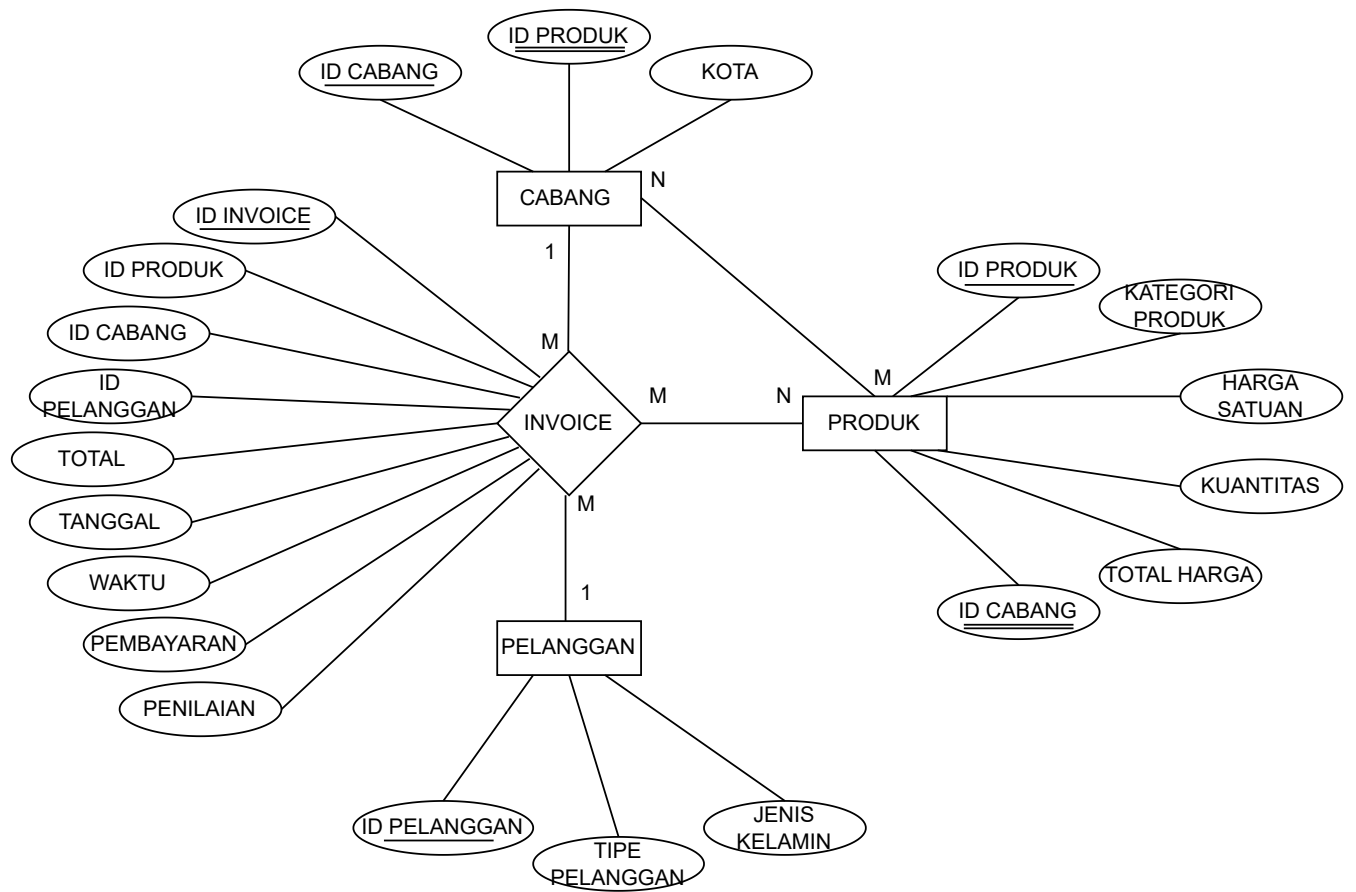 ID PRODUK
ID CABANG
KOTA
N
CABANG
ID INVOICE
1
ID PRODUK
ID PRODUK
KATEGORI
PRODUK
ID CABANG
M
M
N
M
ID
PELANGGAN
HARGA
SATUAN
INVOICE
PRODUK
TOTAL
KUANTITAS
M
TANGGAL
WAKTU
TOTAL HARGA
1
ID CABANG
PEMBAYARAN
PELANGGAN
PENILAIAN
ID PELANGGAN
JENIS
KELAMIN
TIPE
PELANGGAN